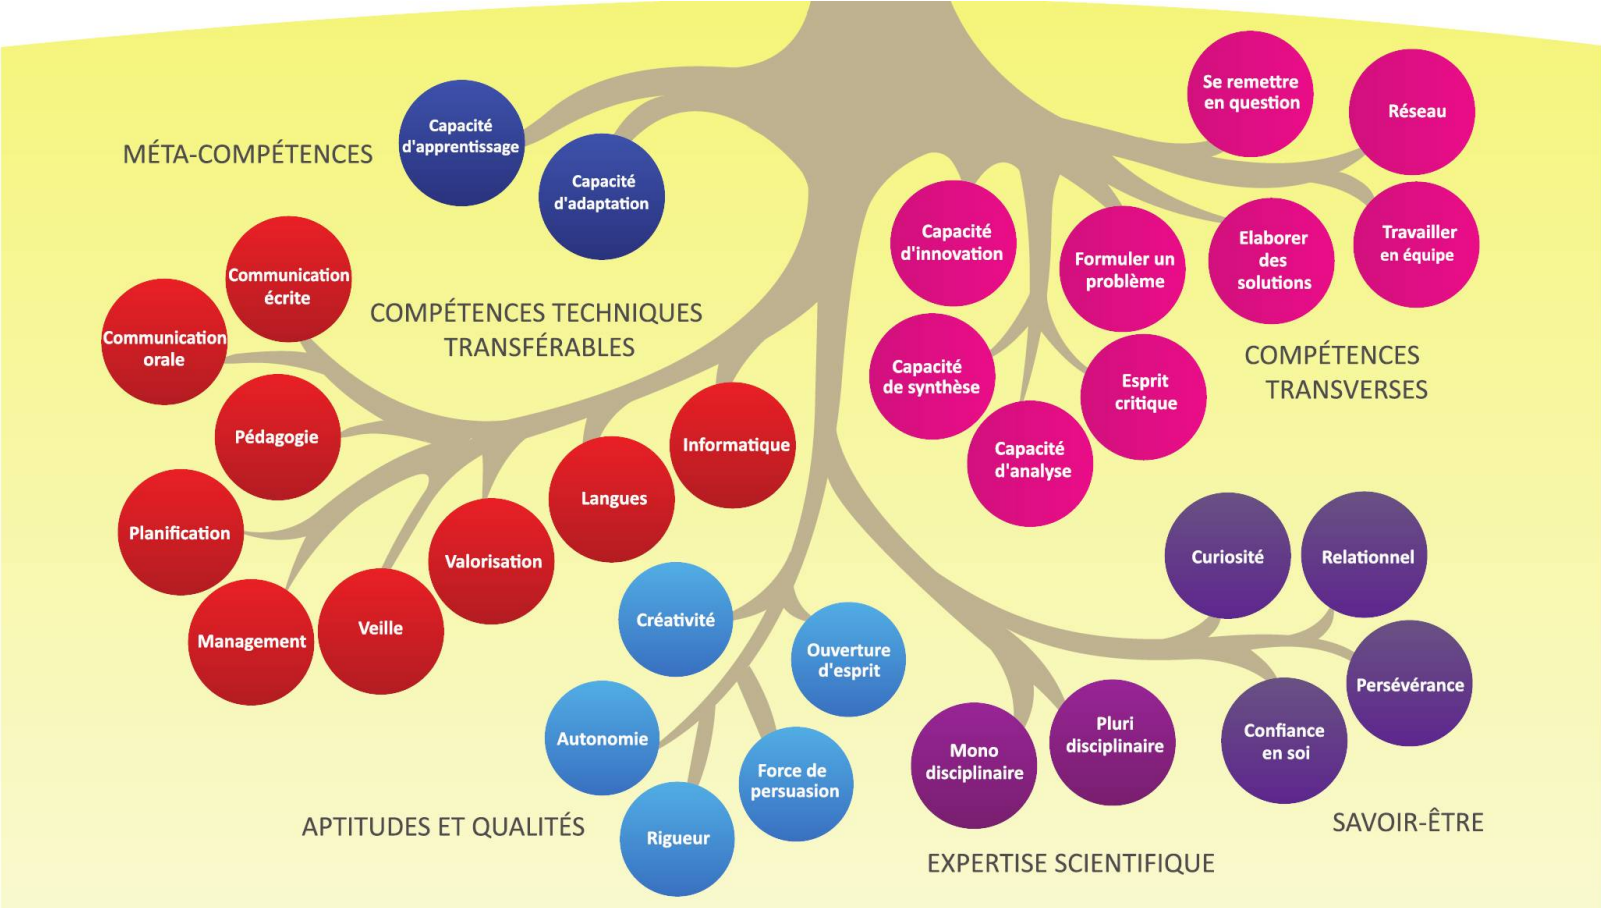 MÉTA-COMPÉTENCES
Capacité
d'apprentissage
Capacité
d'adaptation
COMPÉTENCES TECHNIQUES
TRANSFÉRABLES
Communication
écrite
Communication
orale
Pédagogie
Planification
Management
Veille
Valorisation
Langues
Informatique
Se remettre
en question
Réseau
Capacité
d'innovation
Formuler un
problème
Elaborer
des
solutions
Travailler
en équipe
Capacité
de synthèse
Capacité
d'analyse
Esprit
critique
COMPÉTENCES
TRANSVERSES
Créativité
Ouverture
d'esprit
Autonomie
Force de
persuasion
Rigueur
APTITUDES ET QUALITÉS
Mono
disciplinaire
Pluri
disciplinaire
EXPERTISE SCIENTIFIQUE
Curiosité
Relationnel
Persévérance
Confiance
en soi
SAVOIR-ÊTRE